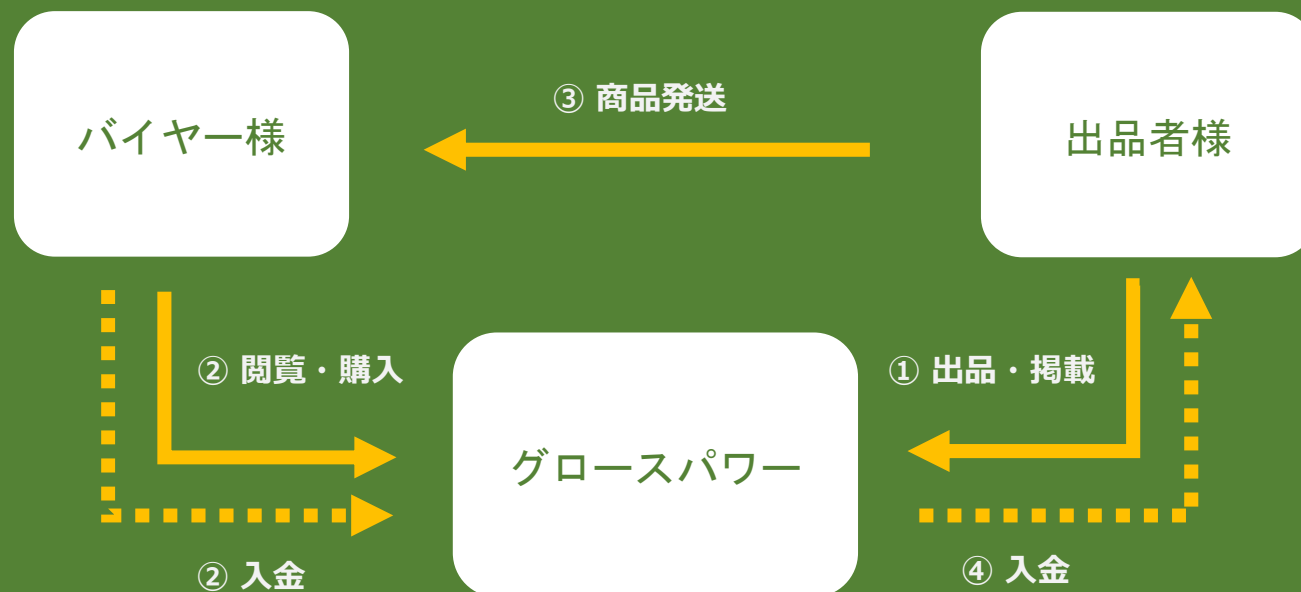 ③ 商品発送
バイヤー様
出品者様
② 閲覧・購入
① 出品・掲載
グロースパワー
② 入金
④ 入金